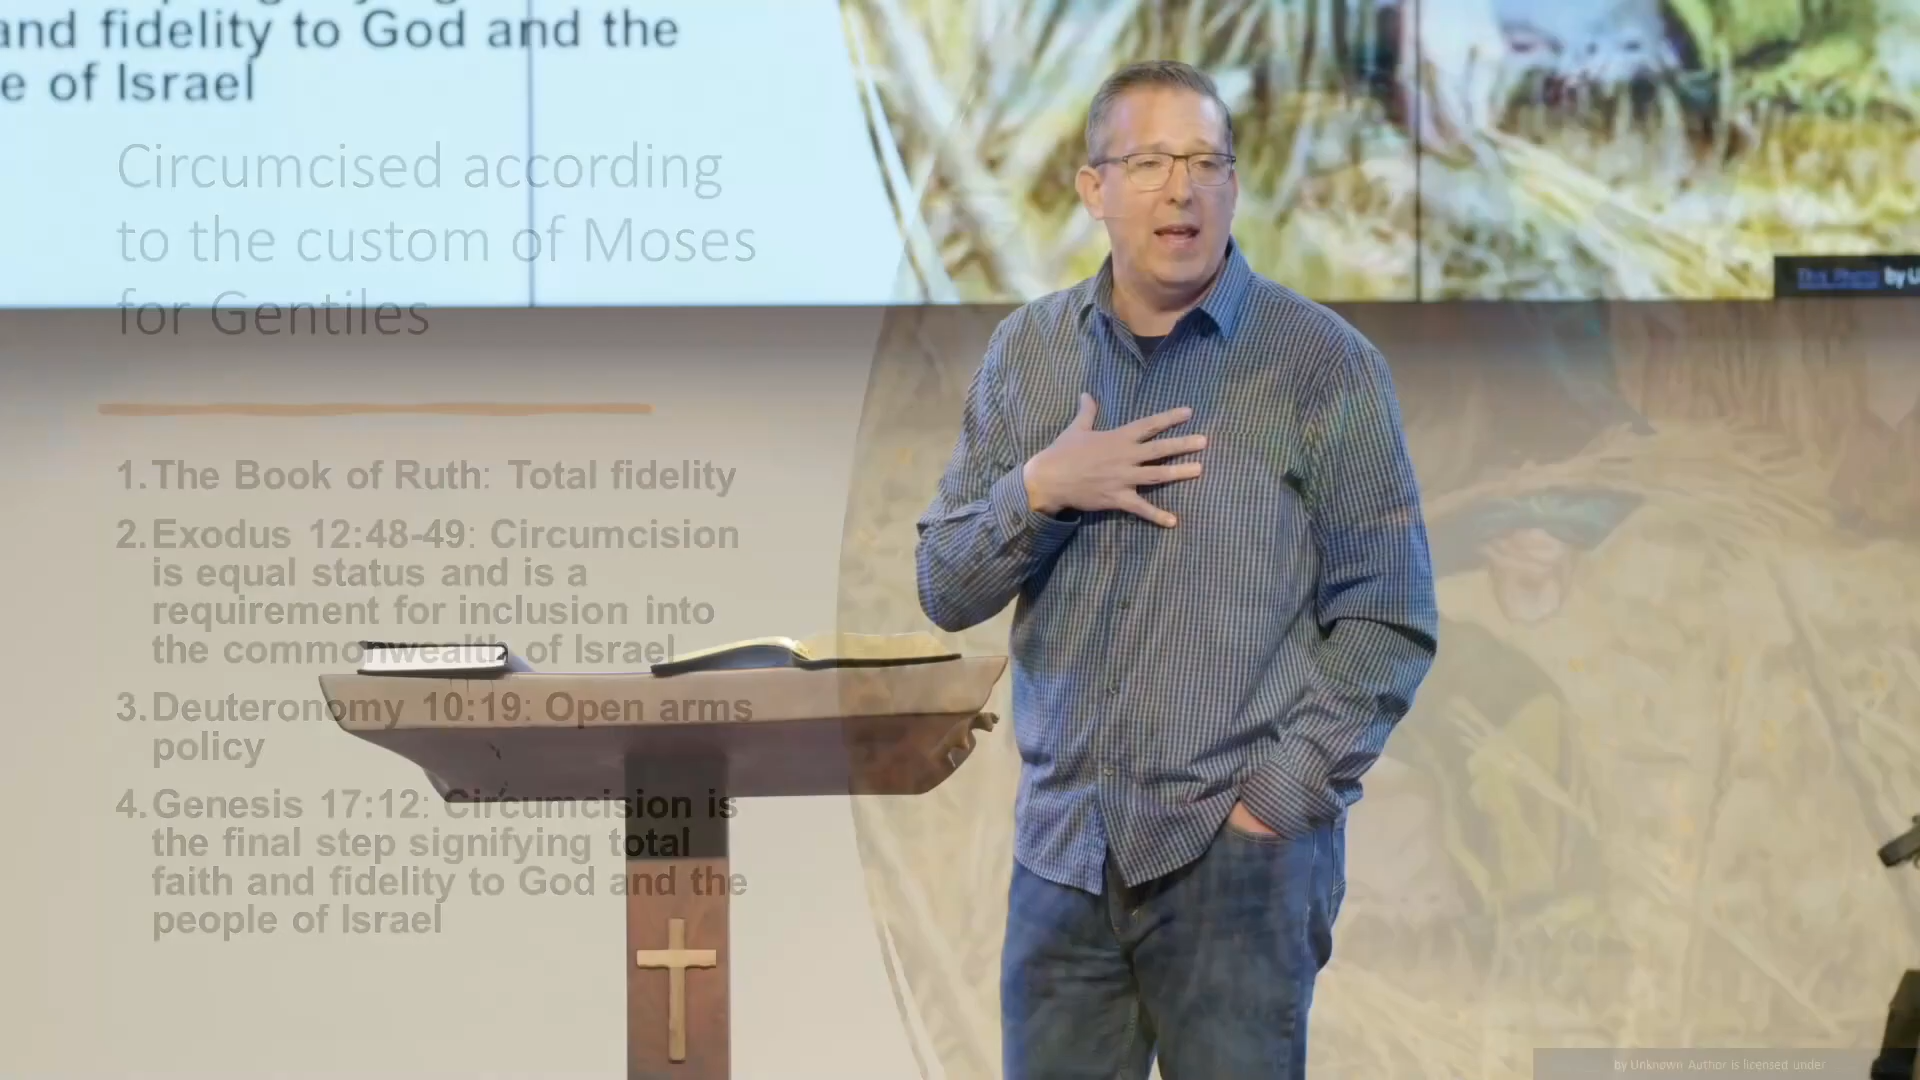 and fidelity to God and the
e of Israel
Circumcised according
to the custom of Moses
for Gentiles
1. The Book of Ruth: Total fidelity
2. Exodus 12:48-49: Circumcision
is equal status and is a
requirement for inclusion into
the commonwealth of Israel
3. Deuteronomy 10:19: Open arms
policy
4. Genesis 17:12: Circumcision is
the final step signifying total
faith and fidelity to God and the
people of Israel
This Photo by U
by Unknown Author is licensed under